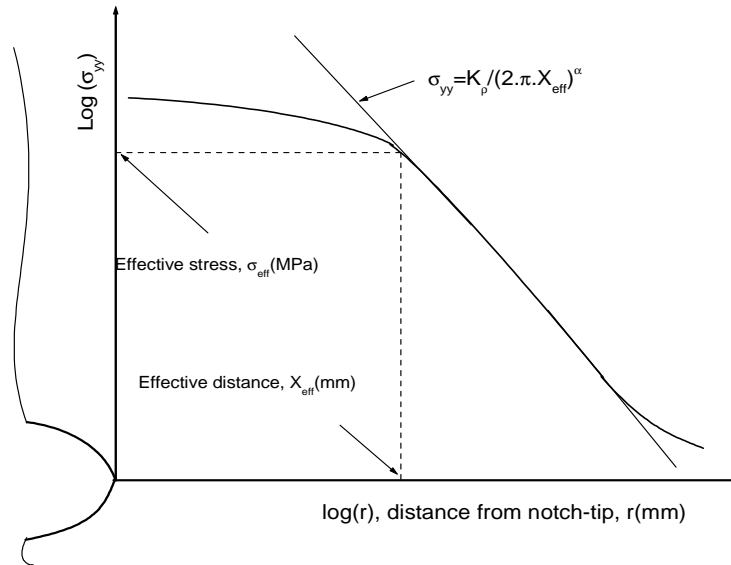 Log (σyy)
σyy=Kρ/(2.π.Xeff)α
Effective stress, σeff(MPa)
Effective distance, Xeff(mm)
log(r), distance from notch-tip, r(mm)